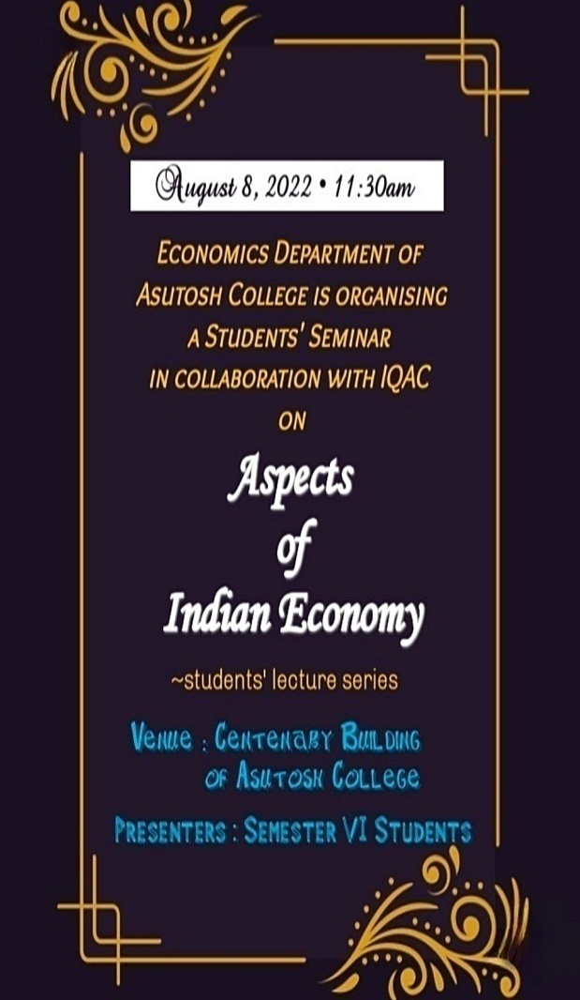 August 8, 2022 • 11:30am
ECONOMICS DEPARTMENT OF
ASUTOSH COLLEGE IS ORGANISING
A STUDENTS' SEMINAR
IN COLLABORATION WITH IQAC
ON
Aspects
of
Indian Economy
~students' lecture series
VENUE : CENTENARY BUILDING
OF ASUTOSH COLLEGE
PRESENTERS : SEMESTER VI STUDENTS